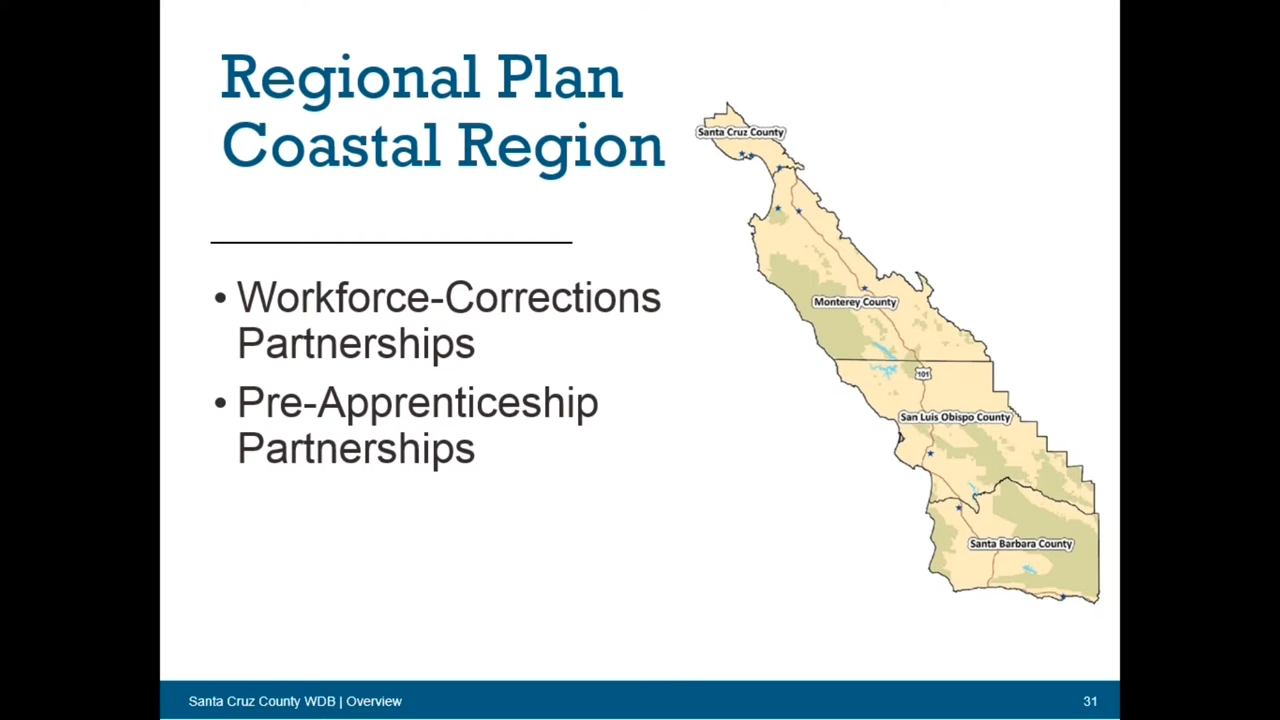 Regional Plan
Coastal Region
• Workforce-Corrections
Partnerships
• Pre-Apprenticeship
Partnerships
Santa Cruz County
Monterey County
101
San Luis Obispo County
Santa Barbara County
Santa Cruz County WDB | Overview
31